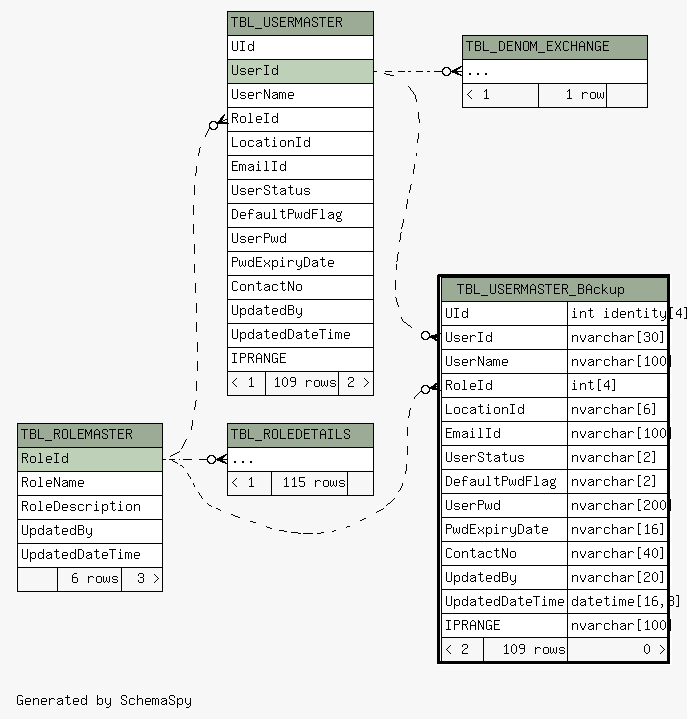 TBL_USERMASTER
UId
UserId
UserName
RoleId
LocationId
EmailId
UserStatus
DefaultPwdFlag
UserPwd
PwdExpiryDate
ContactNo
UpdatedBy
UpdatedDateTime
IPRANGE
< 1 109 rows 2 >
TBL_DENOM_EXCHANGE
...
< 1 1 row
TBL_USERMASTER_BAckup
UId int identity[4]
UserId nvarchar[30]
UserName nvarchar[100]
RoleId int[4]
LocationId nvarchar[6]
EmailId nvarchar[100]
UserStatus nvarchar[2]
DefaultPwdFlag nvarchar[2]
UserPwd nvarchar[200]
PwdExpiryDate nvarchar[16]
ContactNo nvarchar[40]
UpdatedBy nvarchar[20]
UpdatedDateTime datetime[16,3]
IPRANGE nvarchar[100]
< 2 109 rows 0 >
TBL_ROLEMASTER
RoleId
RoleName
RoleDescription
UpdatedBy
UpdatedDateTime
6 rows 3 >
TBL_ROLEDETAILS
...
< 1 115 rows
Generated by SchemaSpy